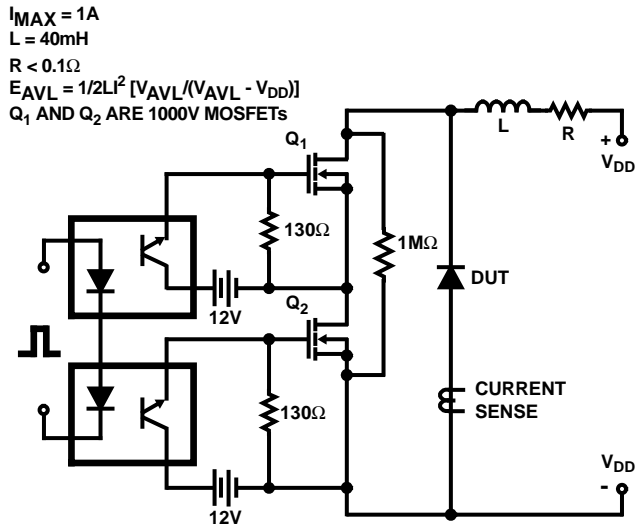 IMAX = 1A
L = 40mH
R < 0.1Ω
EAVL = 1/2LI² [VAVL/(VAVL - VDD)]
Q1 AND Q2 ARE 1000V MOSFETs
Q1
L
R
+
VDD
130Ω
1MΩ
12V
Q2
DUT
CURRENT
SENSE
130Ω
VDD
-
12V